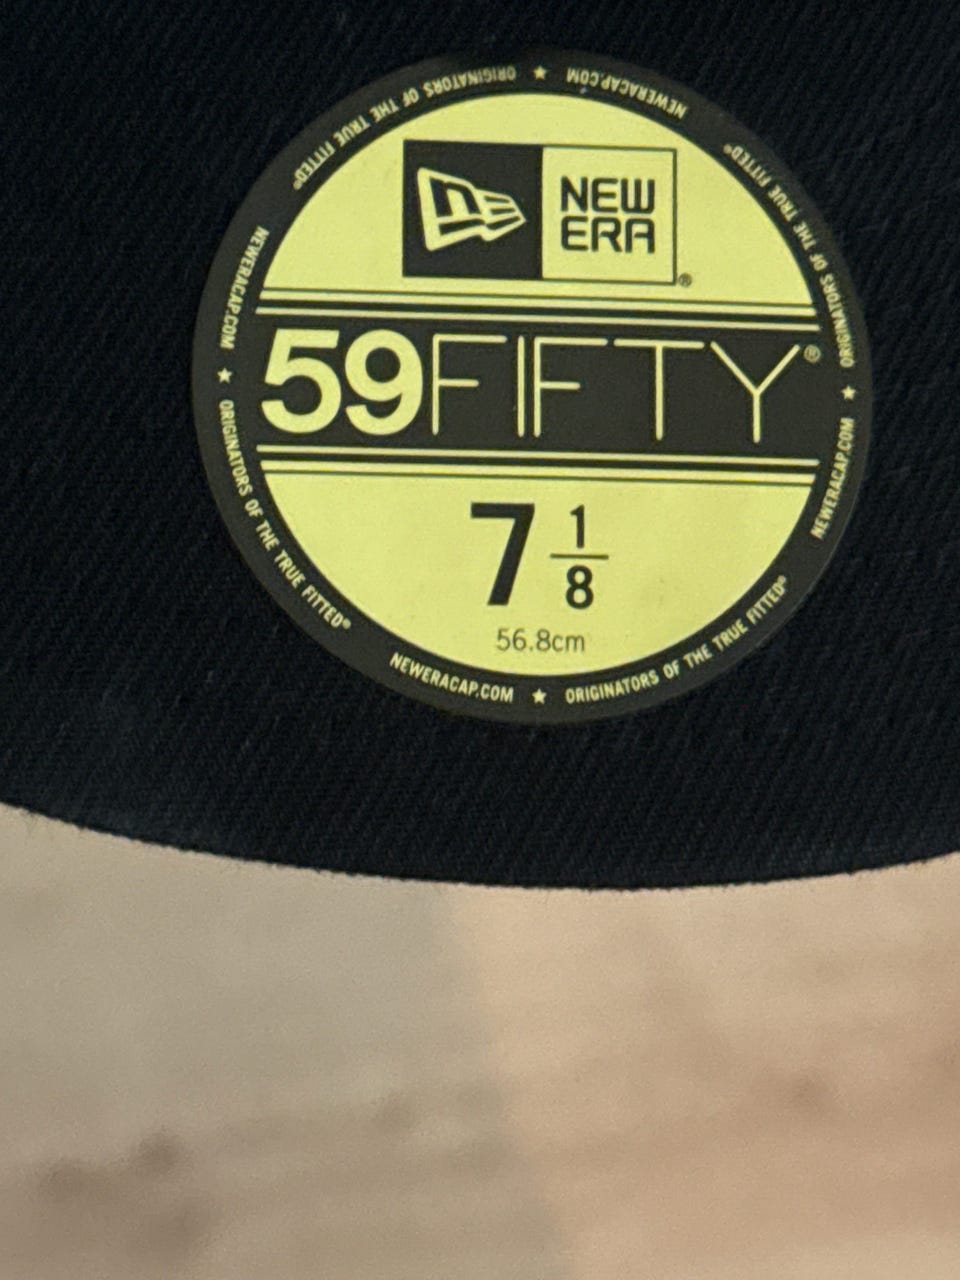 NEW
ERA®
59FIFTY®
7 1/8
56.8cm
NEWERACAP.COM ★ ORIGINATORS OF THE TRUE FITTED®
NEWERACAP.COM ★ ORIGINATORS OF THE TRUE FITTED®
NEWERACAP.COM ★ ORIGINATORS OF THE TRUE FITTED®
NEWERACAP.COM ★ ORIGINATORS OF THE TRUE FITTED®